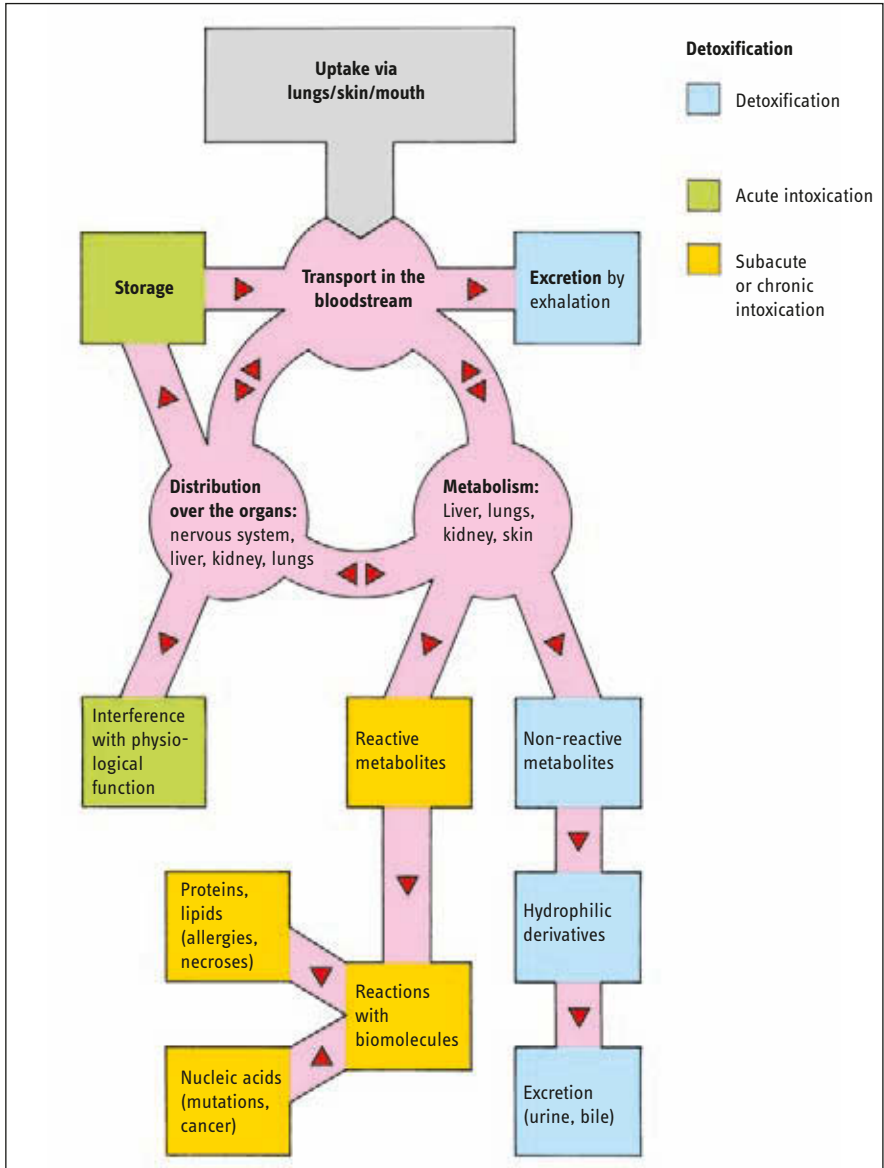 Uptake via
lungs/skin/mouth
Detoxification
Detoxification
Acute intoxication
Subacute
or chronic
intoxication
Storage
Transport in the
bloodstream
Excretion by
exhalation
Distribution
over the organs:
nervous system,
liver, kidney, lungs
Metabolism:
Liver, lungs,
kidney, skin
Interference
with physio-
logical
function
Reactive
metabolites
Non-reactive
metabolites
Proteins,
lipids
(allergies,
necroses)
Hydrophilic
derivatives
Reactions
with
biomolecules
Nucleic acids
(mutations,
cancer)
Excretion
(urine, bile)